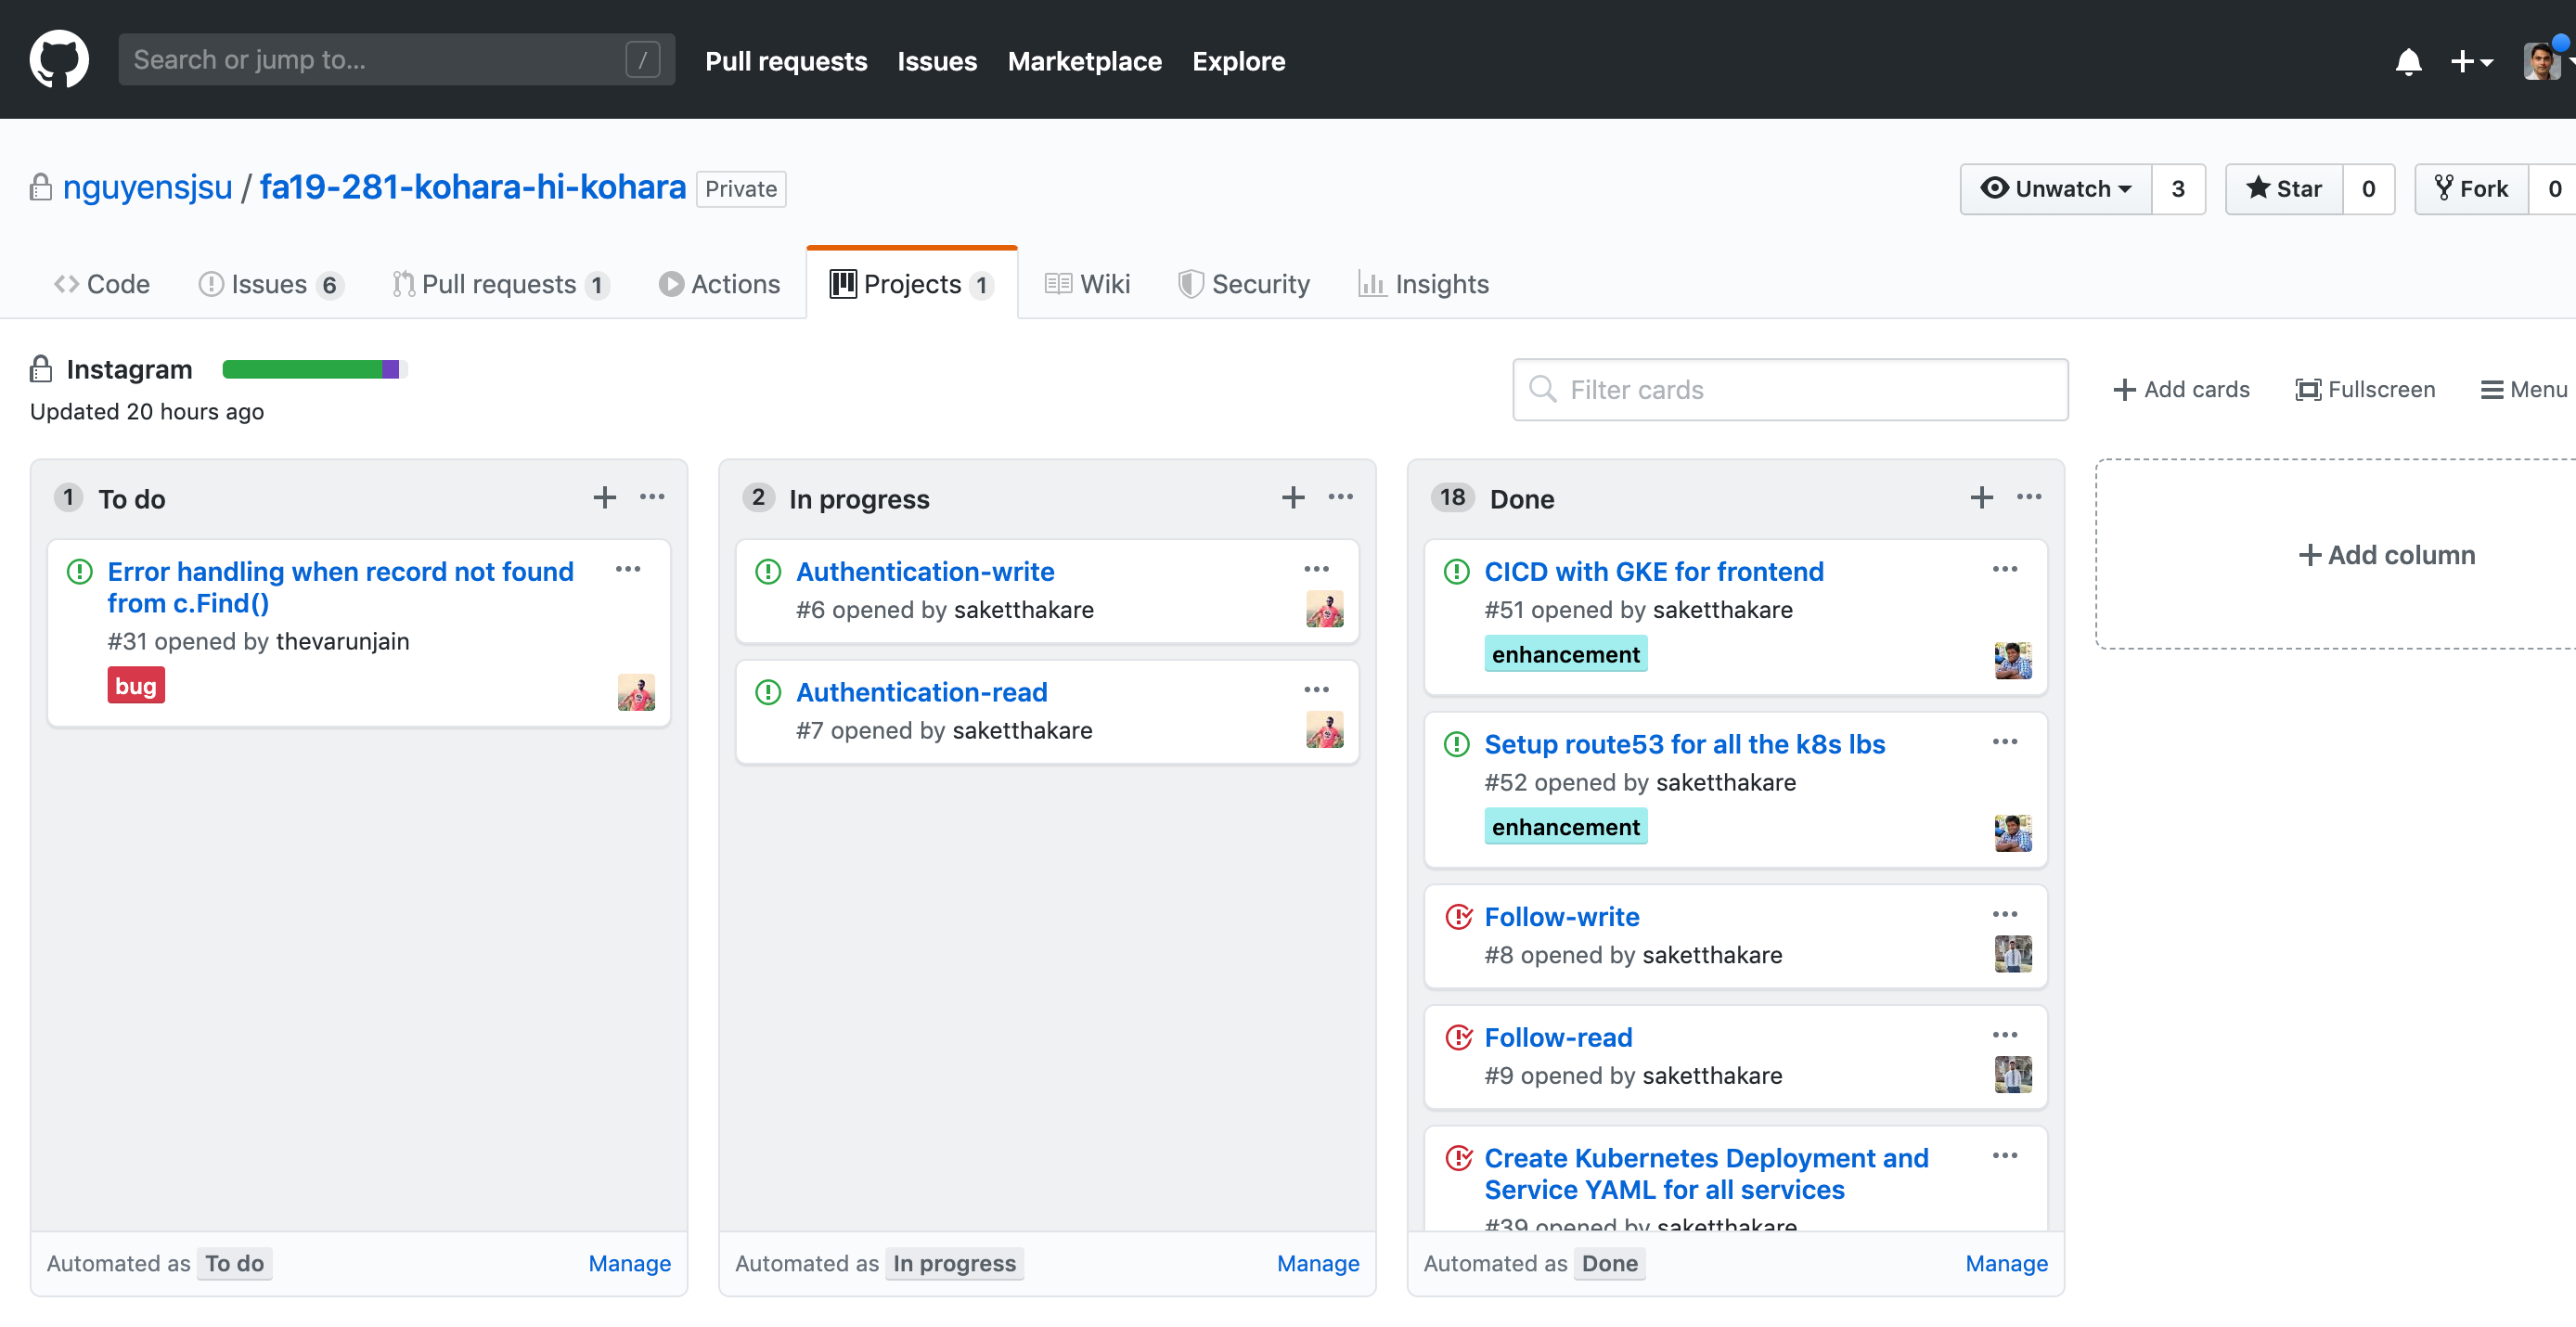 Search or jump to... /
Pull requests Issues Marketplace Explore
nguyensjsu / fa19-281-kohara-hi-kohara Private
Unwatch 3 Star 0 Fork 0
Code Issues 6 Pull requests 1 Actions Projects 1 Wiki Security Insights
Instagram
Updated 20 hours ago
Filter cards
Add cards Fullscreen Menu
1 To do
Error handling when record not found
from c.Find()
#31 opened by thevarunjain
bug
Automated as To do Manage
2 In progress
Authentication-write
#6 opened by saketthakare
Authentication-read
#7 opened by saketthakare
Automated as In progress Manage
18 Done
CICD with GKE for frontend
#51 opened by saketthakare
enhancement
Setup route53 for all the k8s lbs
#52 opened by saketthakare
enhancement
Follow-write
#8 opened by saketthakare
Follow-read
#9 opened by saketthakare
Create Kubernetes Deployment and
Service YAML for all services
#39 opened by saketthakare
Automated as Done Manage
Add column